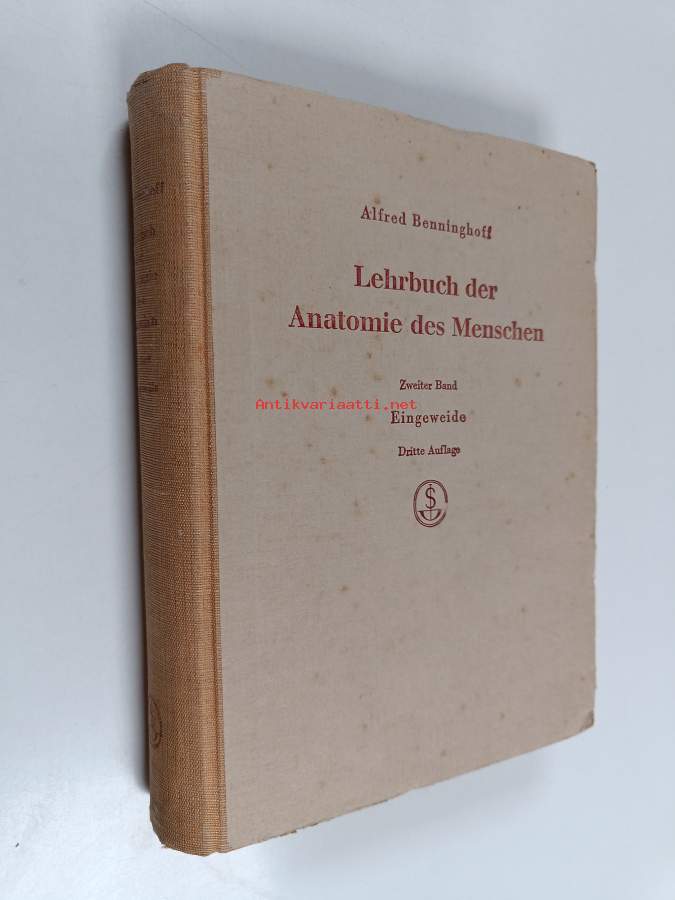 Alfred Benninghoff
Lehrbuch der
Anatomie des Menschen
Zweiter Band
Antikvariaatti.net
Eingeweide
Dritte Auflage